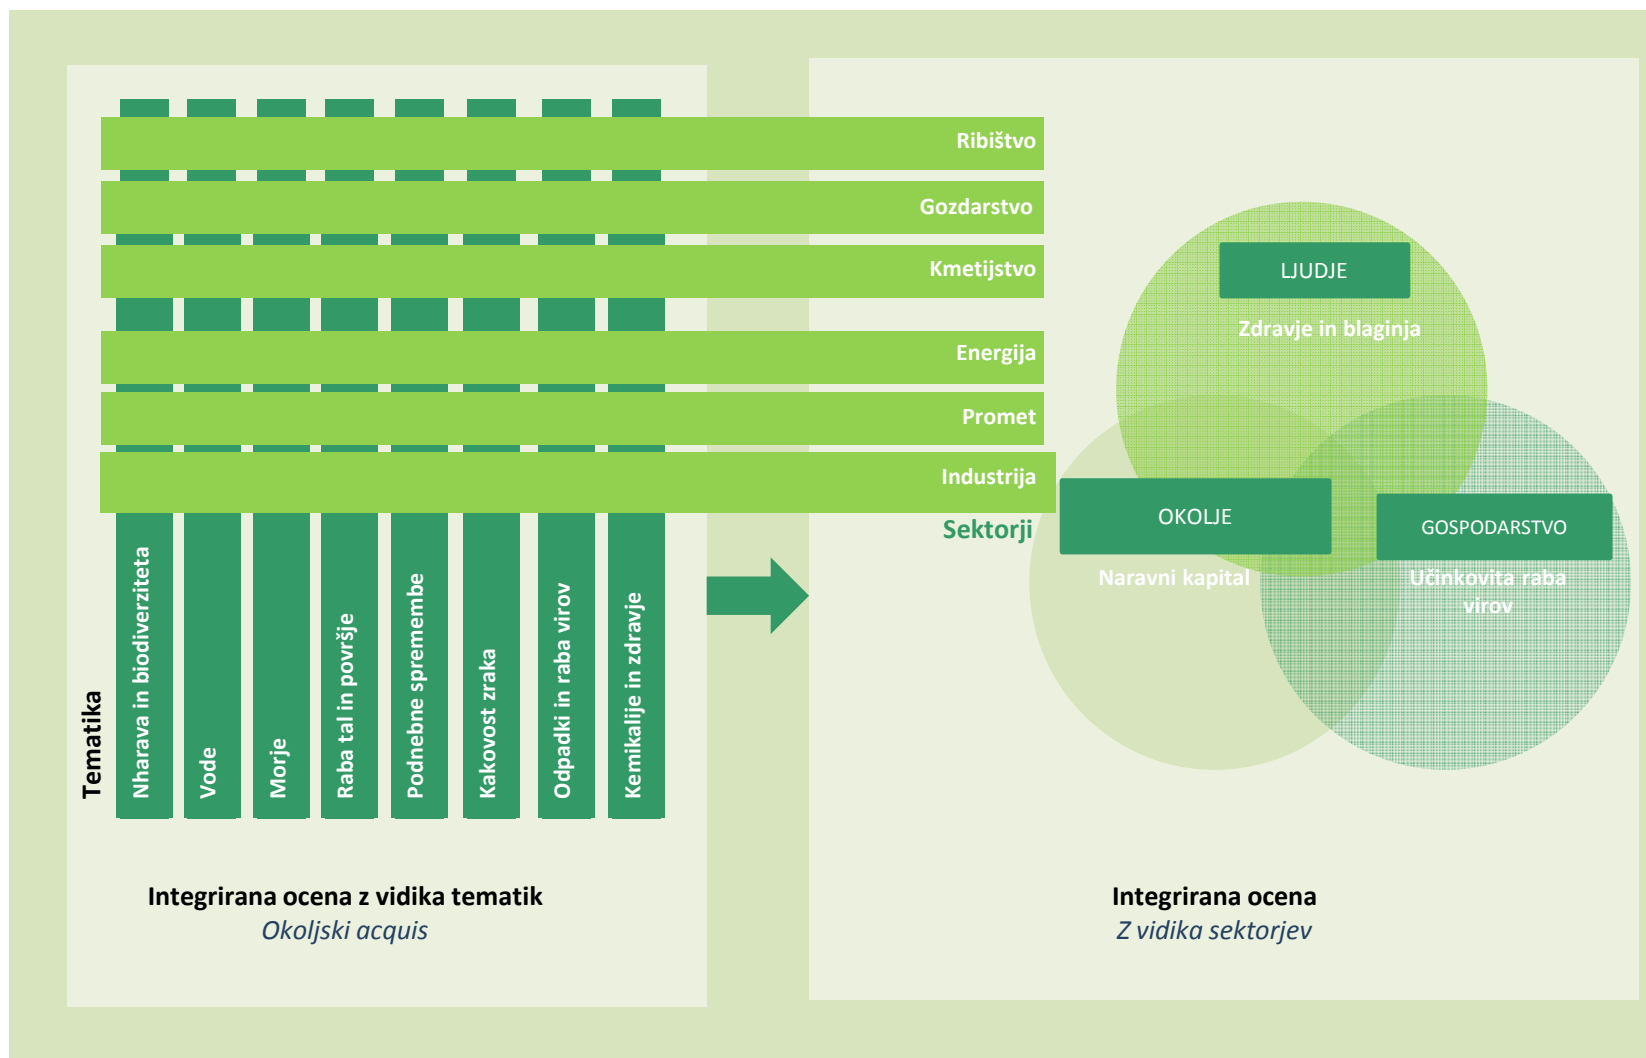 Ribištvo
Gozdarstvo
Kmetijstvo
Energija
Promet
Industrija
Sektorji
Tematika
Nharava in biodiverziteta
Vode
Morje
Raba tal in površje
Podnebne spremembe
Kakovost zraka
Odpadki in raba virov
Kemikalije in zdravje
Integrirana ocena z vidika tematik
Okoljski acquis
LJUDJE
Zdravje in blaginja
OKOLJE
Naravni kapital
GOSPODARSTVO
Učinkovita raba
virov
Integrirana ocena
Z vidika sektorjev